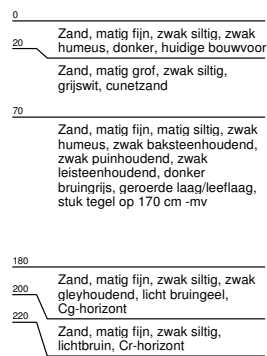 0
Zand, matig fijn, zwak siltig, zwak
20
humeus, donker, huidige bouwvoor
Zand, matig grof, zwak siltig,
grijswit, cunetzand
70
Zand, matig fijn, matig siltig, zwak
humeus, zwak baksteenhoudend,
zwak puinhoudend, zwak
leisteenhoudend, donker
bruingrijs, geroerde laag/leeflaag,
stuk tegel op 170 cm -mv
180
Zand, matig fijn, zwak siltig, zwak
200
gleyhoudend, licht bruingeel,
Cg-horizont
220
Zand, matig fijn, zwak siltig,
lichtbruin, Cr-horizont